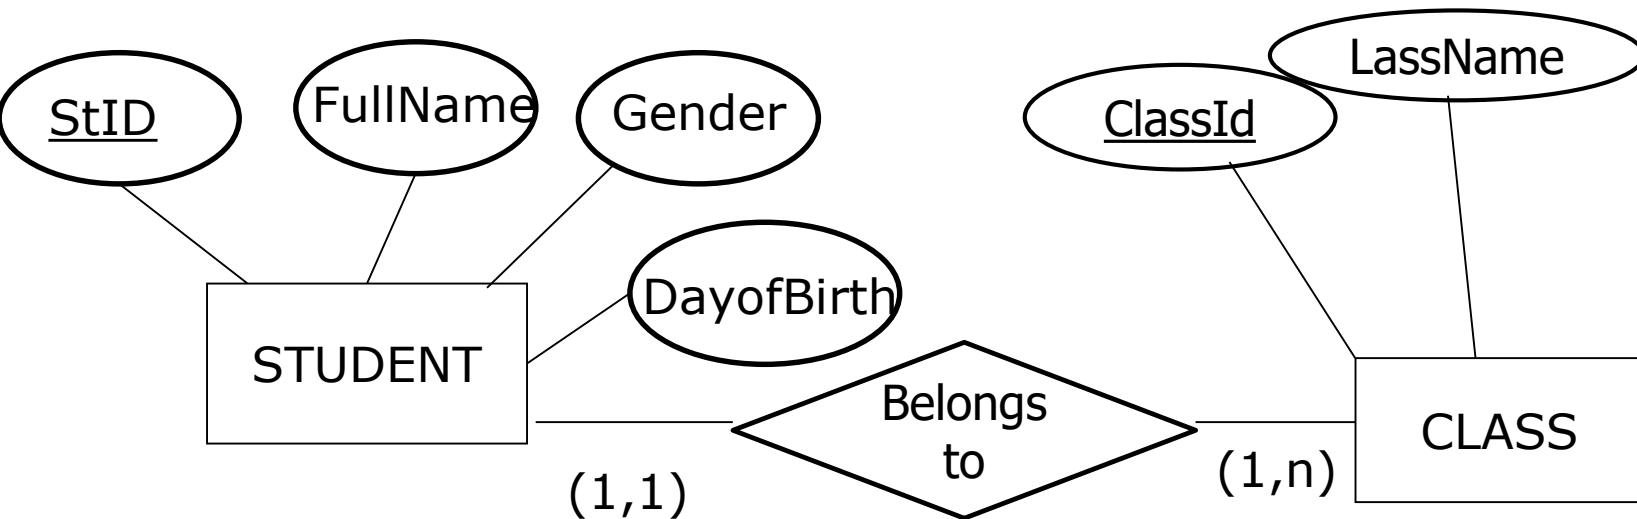 StID
FullName
Gender
ClassId
LassName
DayofBirth
STUDENT
Belongs
to
CLASS
(1,1)
(1,n)